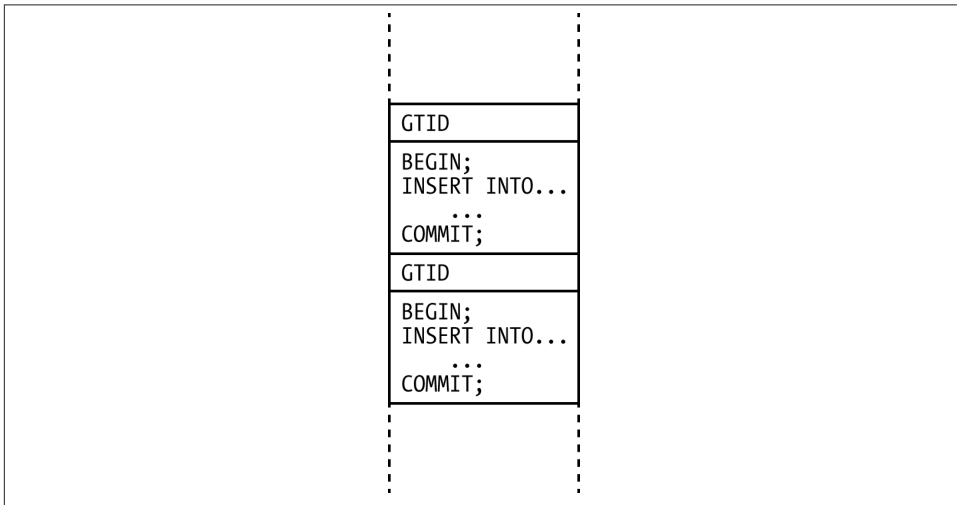 GTID
BEGIN;
INSERT INTO...
...
COMMIT;
GTID
BEGIN;
INSERT INTO...
...
COMMIT;